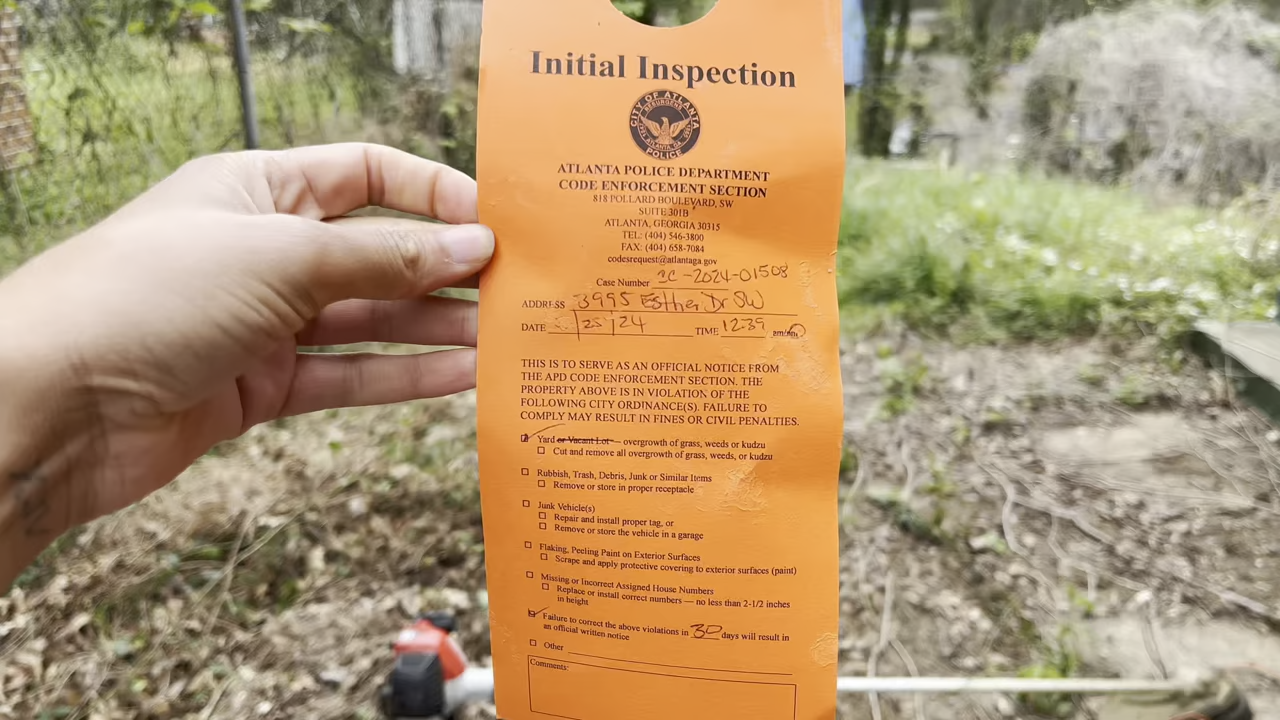 Initial Inspection
CITY OF ATLANTA
RESURGENS
ATLANTA, GA.
POLICE
ATLANTA POLICE DEPARTMENT
CODE ENFORCEMENT SECTION
818 POLLARD BOULEVARD, SW
SUITE 301B
ATLANTA, GEORGIA 30315
TEL: (404) 546-3800
FAX: (404) 658-7084
codesrequest@atlantaga.gov
Case Number 2C-2024-01508
ADDRESS 3995 Esther Dr SW
DATE 25/24 TIME 12:39 am/pm
THIS IS TO SERVE AS AN OFFICIAL NOTICE FROM
THE APD CODE ENFORCEMENT SECTION. THE
PROPERTY ABOVE IS IN VIOLATION OF THE
FOLLOWING CITY ORDINANCE(S). FAILURE TO
COMPLY MAY RESULT IN FINES OR CIVIL PENALTIES.
Yard or Vacant Lot — overgrowth of grass, weeds or kudzu
Cut and remove all overgrowth of grass, weeds, or kudzu
Rubbish, Trash, Debris, Junk or Similar Items
Remove or store in proper receptacle
Junk Vehicle(s)
Repair and install proper tag, or
Remove or store the vehicle in a garage
Flaking, Peeling Paint on Exterior Surfaces
Scrape and apply protective covering to exterior surfaces (paint)
Missing or Incorrect Assigned House Numbers
Replace or install correct numbers — no less than 2-1/2 inches
in height
Failure to correct the above violations in 30 days will result in
an official written notice
Other
Comments: